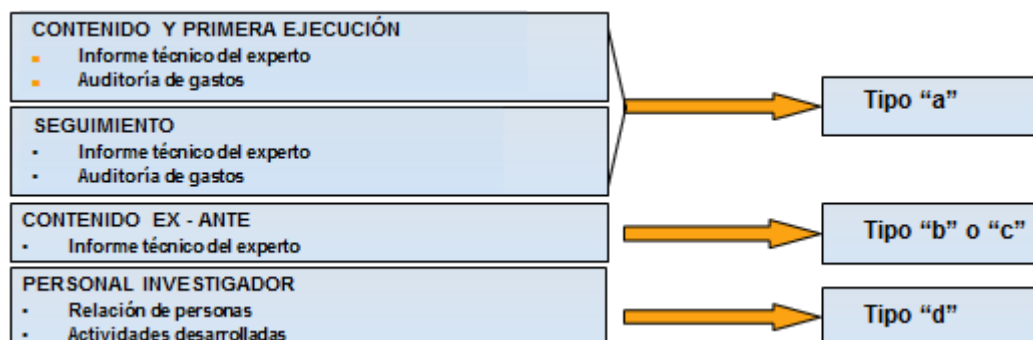 CONTENIDO Y PRIMERA EJECUCIÓN
Informe técnico del experto
Auditoría de gastos
Tipo “a”
SEGUIMIENTO
Informe técnico del experto
Auditoría de gastos
CONTENIDO EX - ANTE
Informe técnico del experto
Tipo “b” o “c”
PERSONAL INVESTIGADOR
Relación de personas
Actividades desarrolladas
Tipo “d”